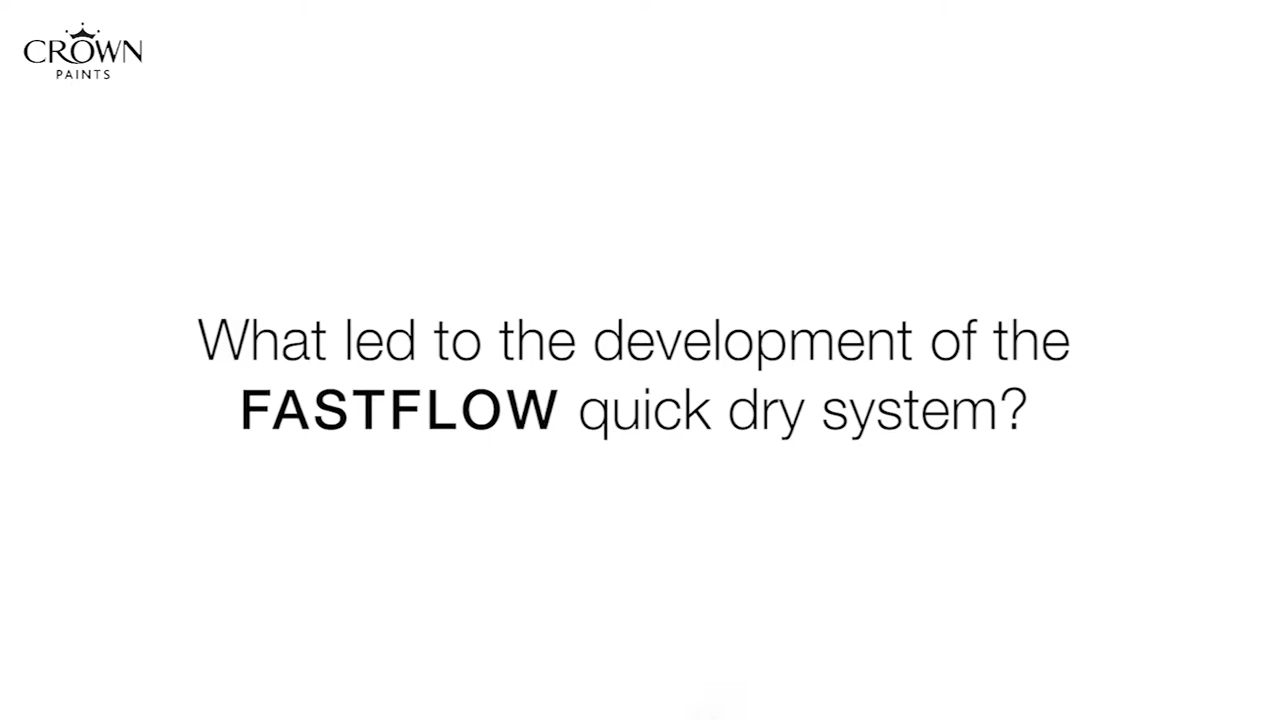 CROWN
PAINTS
What led to the development of the
FASTFLOW quick dry system?